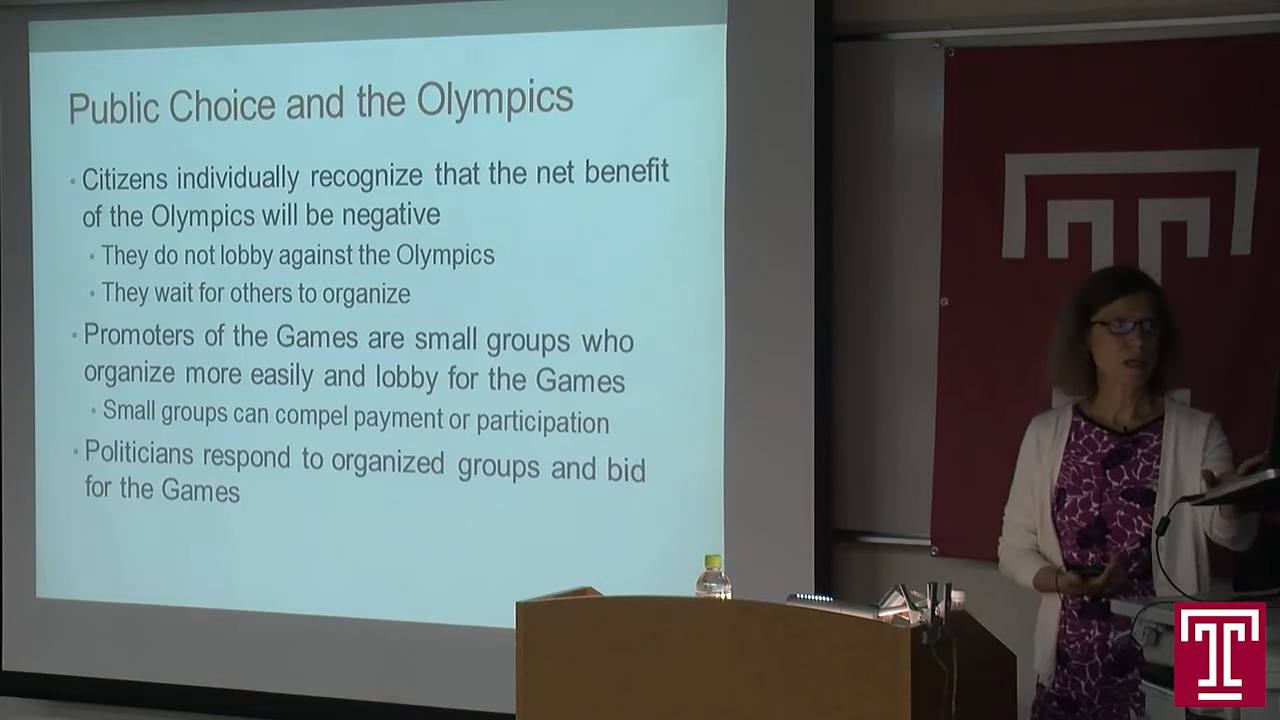 Public Choice and the Olympics
• Citizens individually recognize that the net benefit
of the Olympics will be negative
• They do not lobby against the Olympics
• They wait for others to organize
• Promoters of the Games are small groups who
organize more easily and lobby for the Games
• Small groups can compel payment or participation
• Politicians respond to organized groups and bid
for the Games
T
T